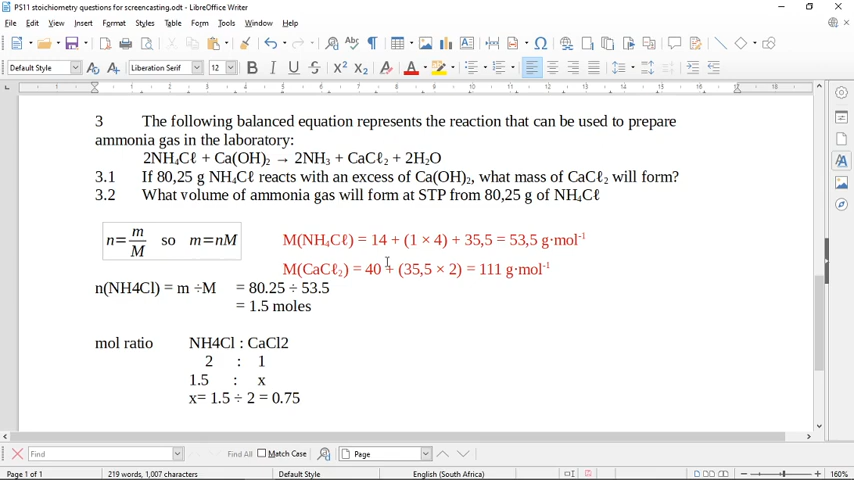 PS11 stoichiometry questions for screencasting.odt - LibreOffice Writer
File Edit View Insert Format Styles Table Form Tools Window Help
Default Style Liberation Serif 12
3 The following balanced equation represents the reaction that can be used to prepare
ammonia gas in the laboratory:
2NH₄Cℓ + Ca(OH)₂ → 2NH₃ + CaCℓ₂ + 2H₂O
3.1 If 80,25 g NH₄Cℓ reacts with an excess of Ca(OH)₂, what mass of CaCℓ₂ will form?
3.2 What volume of ammonia gas will form at STP from 80,25 g of NH₄Cℓ
n=m/M so m=nM
M(NH₄Cℓ) = 14 + (1 × 4) + 35,5 = 53,5 g·mol⁻¹
M(CaCℓ₂) = 40 + (35,5 × 2) = 111 g·mol⁻¹
n(NH4Cl) = m ÷M = 80.25 ÷ 53.5
= 1.5 moles
mol ratio NH4Cl : CaCl2
2 : 1
1.5 : x
x= 1.5 ÷ 2 = 0.75
Find Find All Match Case Page
Page 1 of 1 219 words, 1,007 characters Default Style English (South Africa) 160%